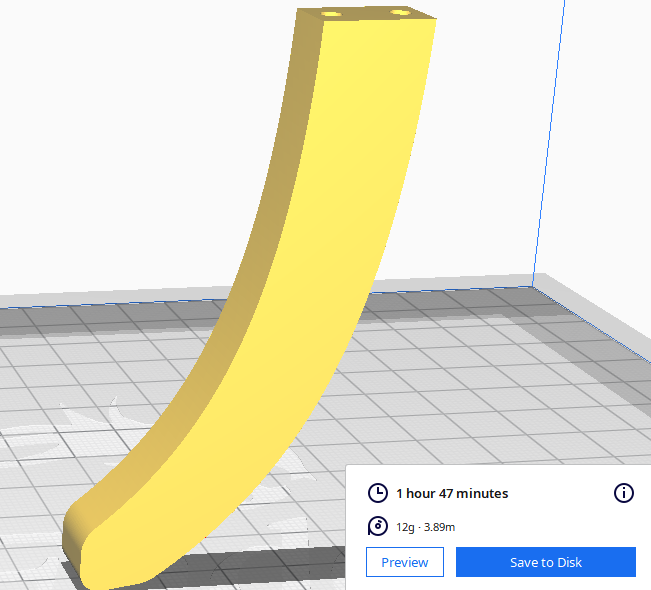 1 hour 47 minutes
12g · 3.89m
Preview
Save to Disk